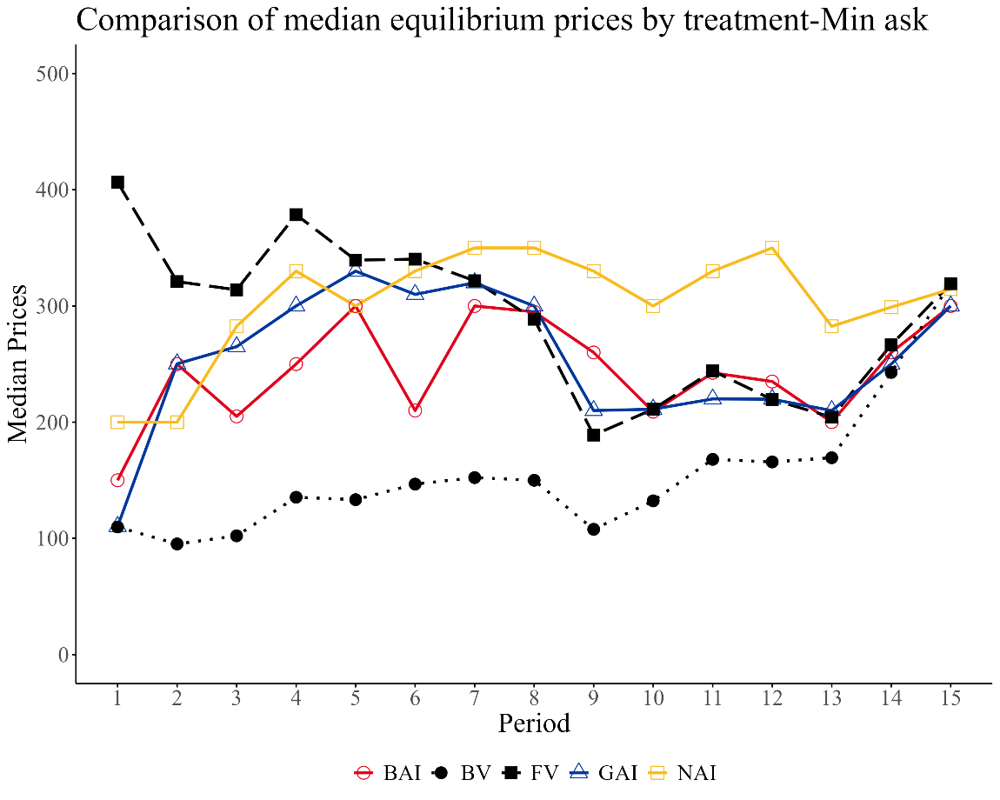 Comparison of median equilibrium prices by treatment-Min ask
Median Prices
500
400
300
200
100
0
1 2 3 4 5 6 7 8 9 10 11 12 13 14 15
Period
BAI BV FV GAI NAI